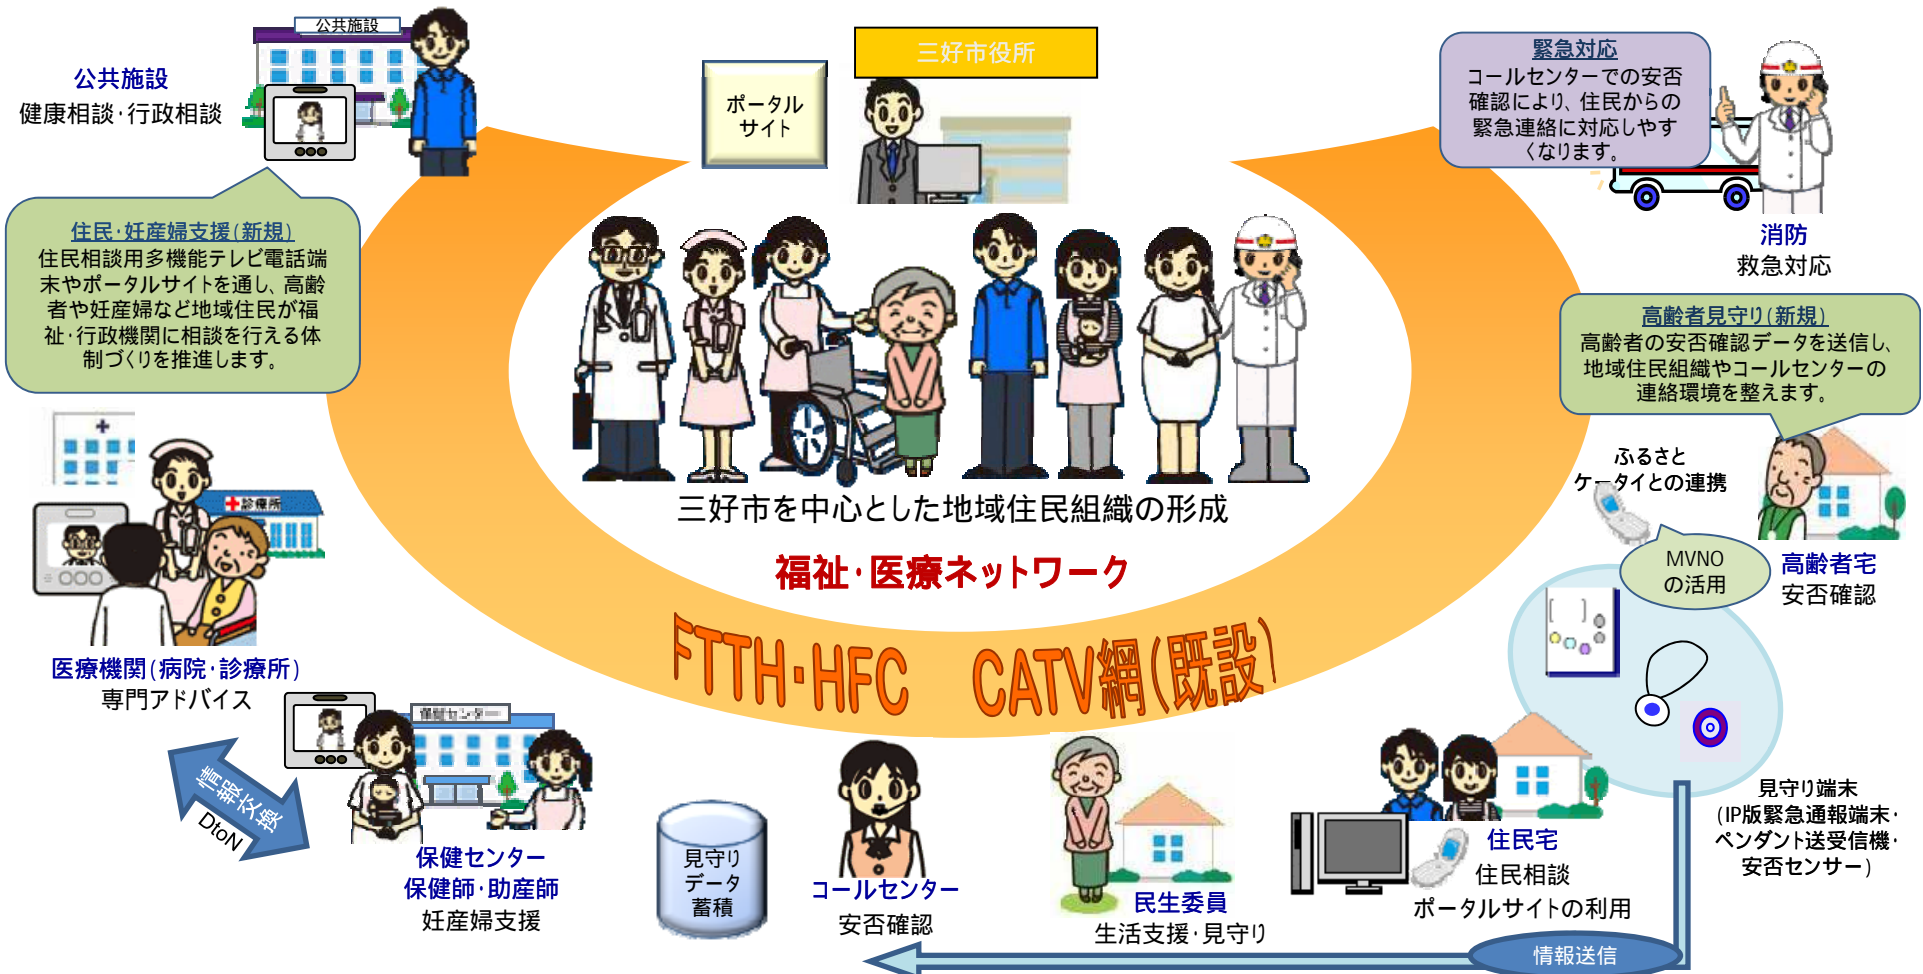 公共施設
公共施設
健康相談・行政相談
住民・妊産婦支援(新規)
住民相談用多機能テレビ電話端
末やポータルサイトを通し、高齢
者や妊産婦など地域住民が福
祉・行政機関に相談を行える体
制づくりを推進します。
ポータル
サイト
三好市役所
緊急対応
コールセンターでの安否
確認により、住民からの
緊急連絡に対応しやす
くなります。
消防
救急対応
高齢者見守り(新規)
高齢者の安否確認データを送信し、
地域住民組織やコールセンターの
連絡環境を整えます。
ふるさと
ケータイとの連携
MVNO
の活用
高齢者宅
安否確認
三好市を中心とした地域住民組織の形成
福祉・医療ネットワーク
FTTH・HFC CATV網(既設)
診療所
医療機関(病院・診療所)
専門アドバイス
情報交換
DtoN
保健センター
保健センター
保健師・助産師
妊産婦支援
見守り
データ
蓄積
コールセンター
安否確認
民生委員
生活支援・見守り
住民宅
住民相談
ポータルサイトの利用
見守り端末
(IP版緊急通報端末・
ペンダント送受信機・
安否センサー)
情報送信